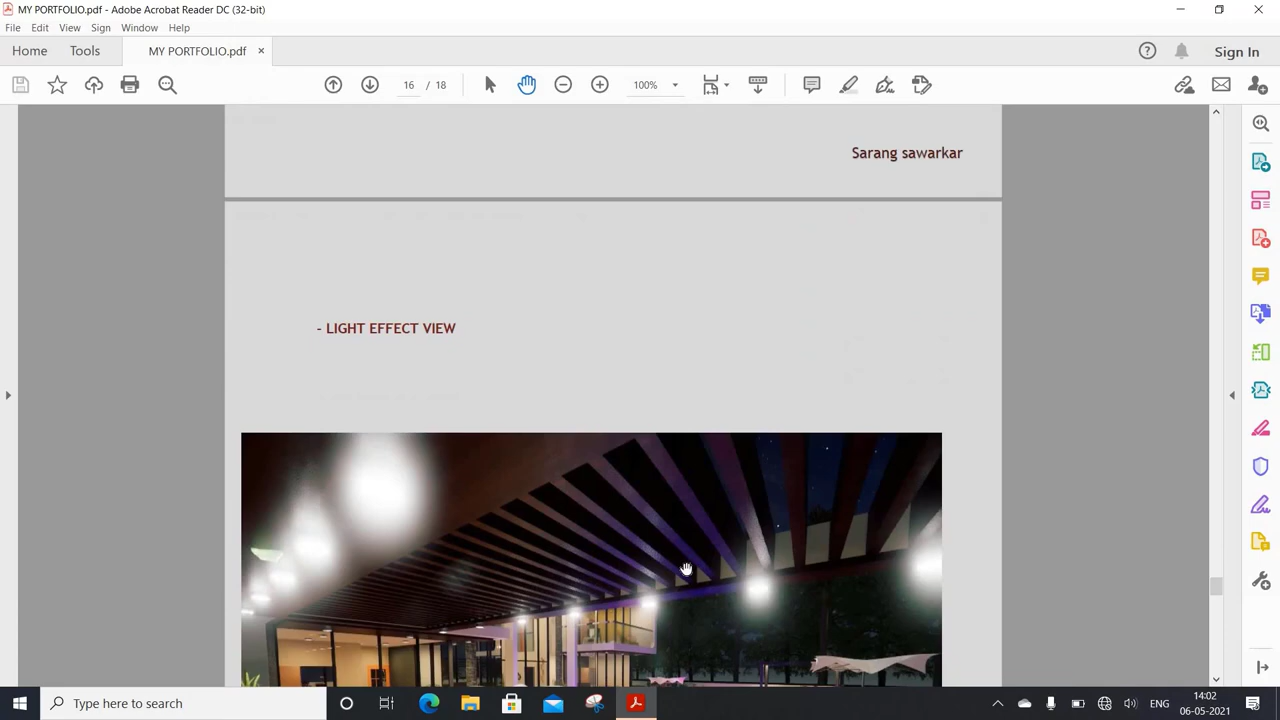 MY PORTFOLIO.pdf - Adobe Acrobat Reader DC (32-bit)
File Edit View Sign Window Help
Home Tools MY PORTFOLIO.pdf × Sign In
16 / 18 100%
Sarang sawarkar
- LIGHT EFFECT VIEW
Type here to search
ENG
14:02
06-05-2021